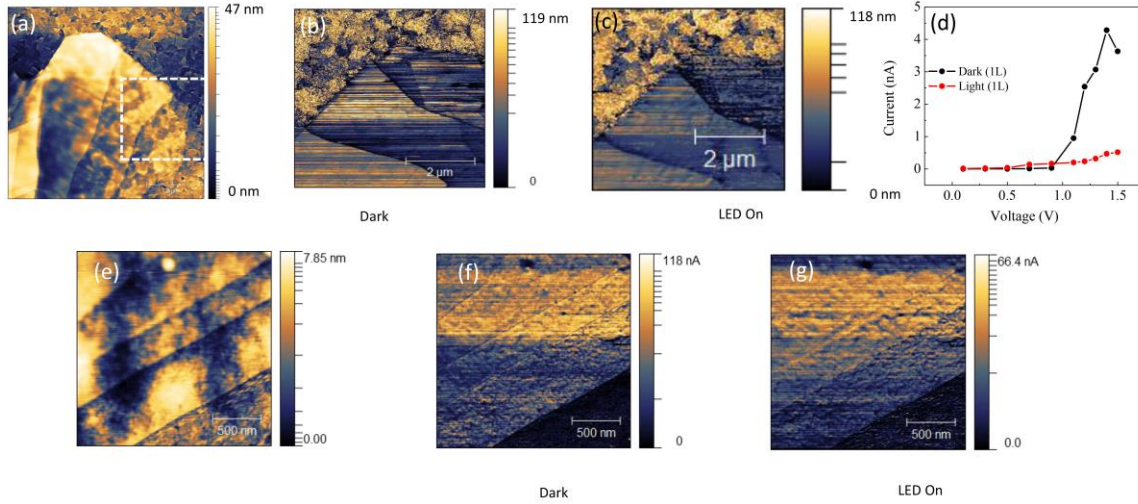 (a)
47 nm
0 nm
(b)
119 nm
0
2 µm
Dark
(c)
118 nm
0 nm
2 µm
LED On
(d)
Current (nA)
5
4
3
2
1
0
Dark (1L)
Light (1L)
0.0
0.5
1.0
1.5
Voltage (V)
(e)
7.85 nm
0.00
500 nm
(f)
118 nA
0
500 nm
Dark
(g)
66.4 nA
0.0
500 nm
LED On